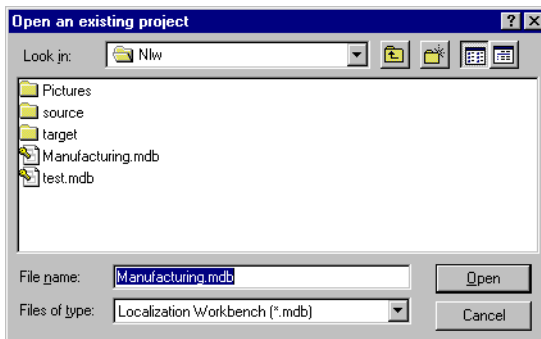 Open an existing project
Look in: Nlw
Pictures
source
target
Manufacturing.mdb
test.mdb
File name: Manufacturing.mdb Open
Files of type: Localization Workbench (*.mdb) Cancel